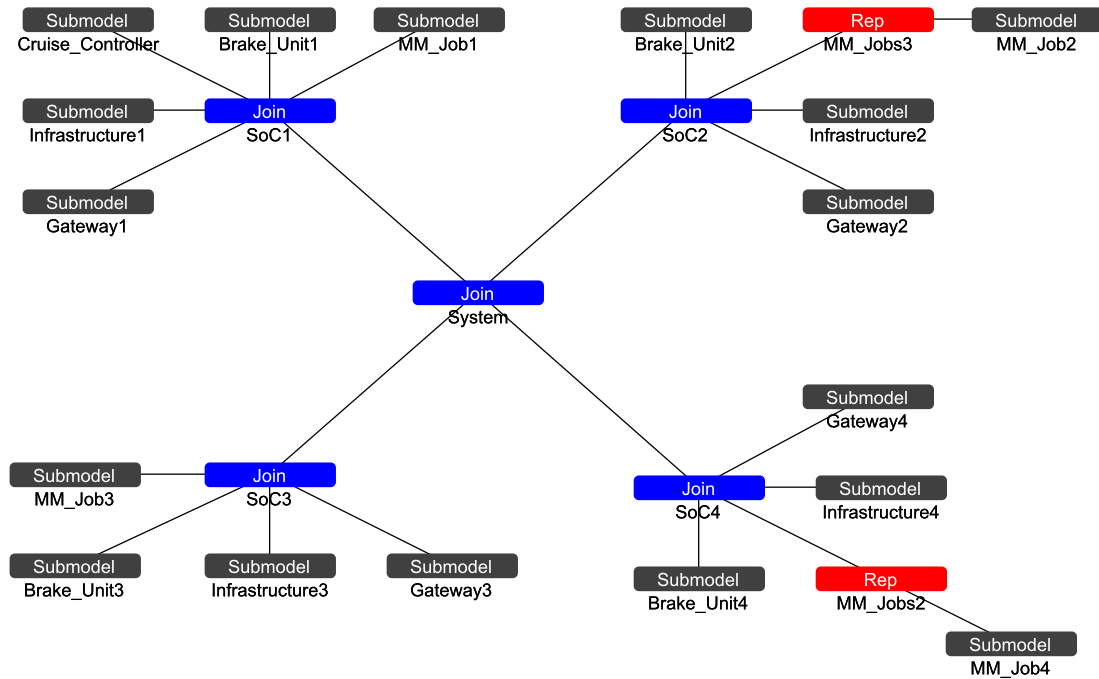 Submodel
Cruise_Controller
Submodel
Brake_Unit1
Submodel
MM_Job1
Submodel
Brake_Unit2
Rep
MM_Jobs3
Submodel
MM_Job2
Submodel
Infrastructure1
Join
SoC1
Join
SoC2
Submodel
Infrastructure2
Submodel
Gateway1
Submodel
Gateway2
Join
System
Submodel
Gateway4
Submodel
MM_Job3
Join
SoC3
Join
SoC4
Submodel
Infrastructure4
Submodel
Brake_Unit3
Submodel
Infrastructure3
Submodel
Gateway3
Submodel
Brake_Unit4
Rep
MM_Jobs2
Submodel
MM_Job4